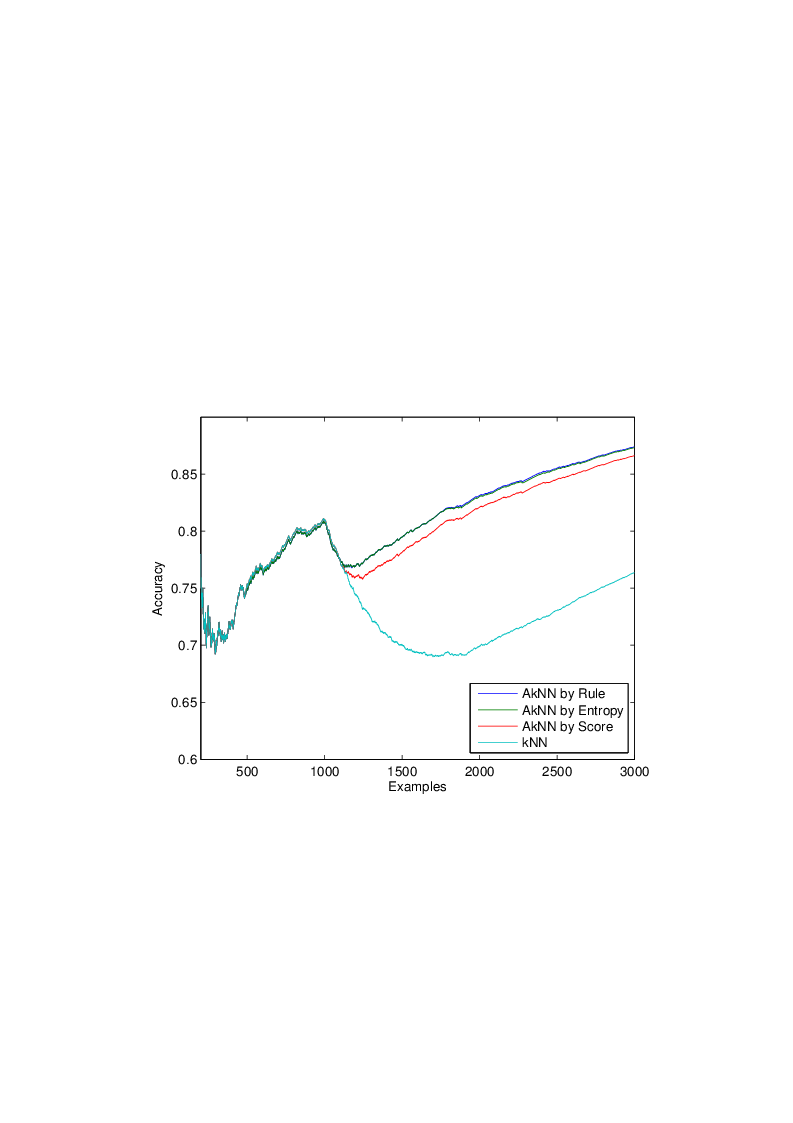 0.85
0.8
0.75
0.7
0.65
0.6
Accuracy
AkNN by Rule
AkNN by Entropy
AkNN by Score
kNN
500 1000 1500 2000 2500 3000
Examples